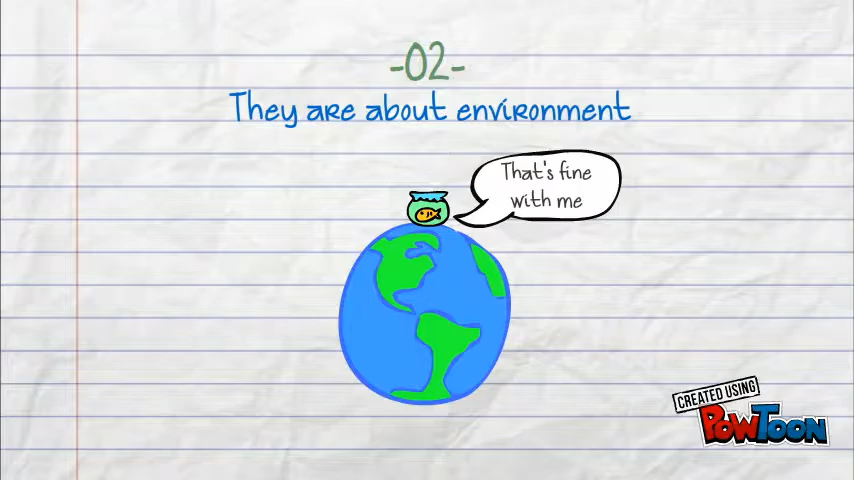 -02-
They are about environment
That's fine
with me
CREATED USING
POWTOON